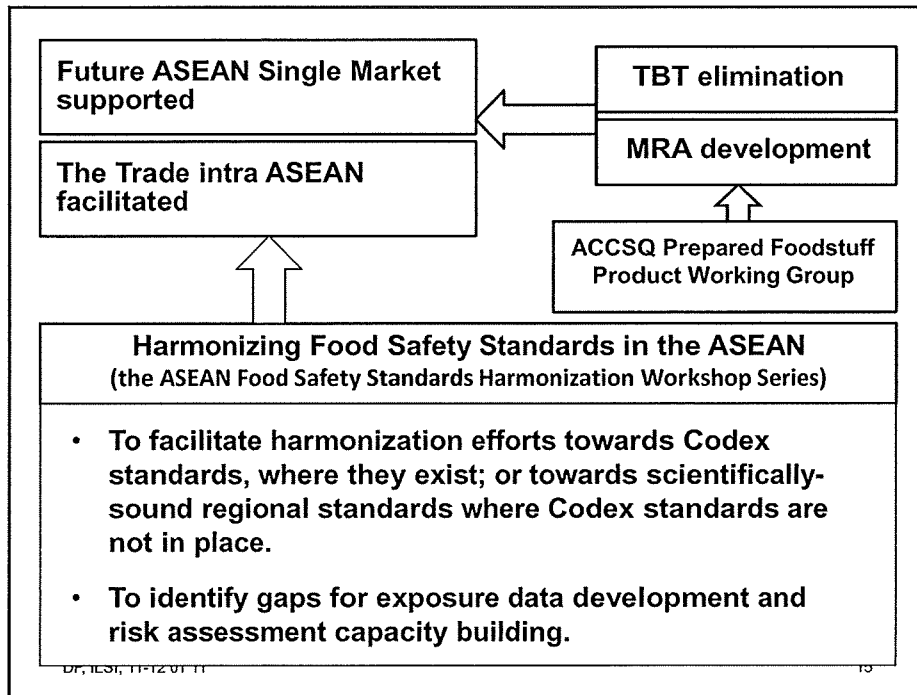 Future ASEAN Single Market
supported
The Trade intra ASEAN
facilitated
TBT elimination
MRA development
ACCSQ Prepared Foodstuff
Product Working Group
Harmonizing Food Safety Standards in the ASEAN
(the ASEAN Food Safety Standards Harmonization Workshop Series)
• To facilitate harmonization efforts towards Codex
standards, where they exist; or towards scientifically-
sound regional standards where Codex standards are
not in place.
• To identify gaps for exposure data development and
risk assessment capacity building.